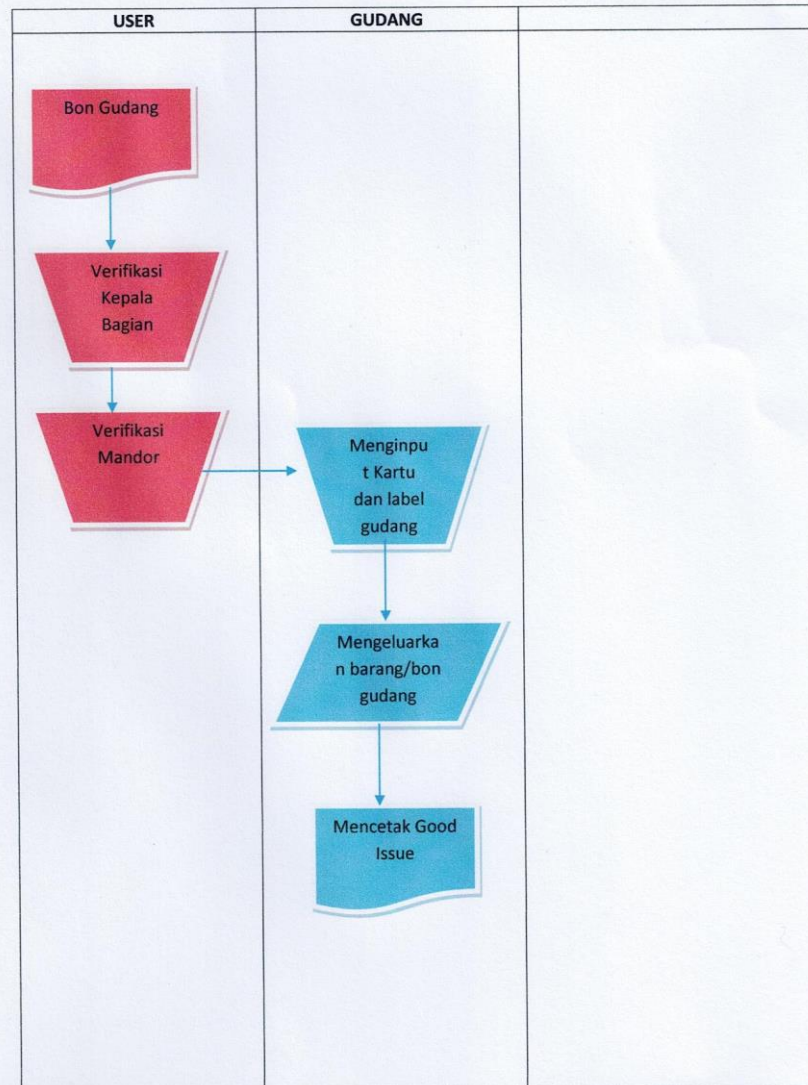 USER
GUDANG
Bon Gudang
Verifikasi
Kepala
Bagian
Verifikasi
Mandor
Menginpu
t Kartu
dan label
gudang
Mengeluarka
n barang/bon
gudang
Mencetak Good
Issue